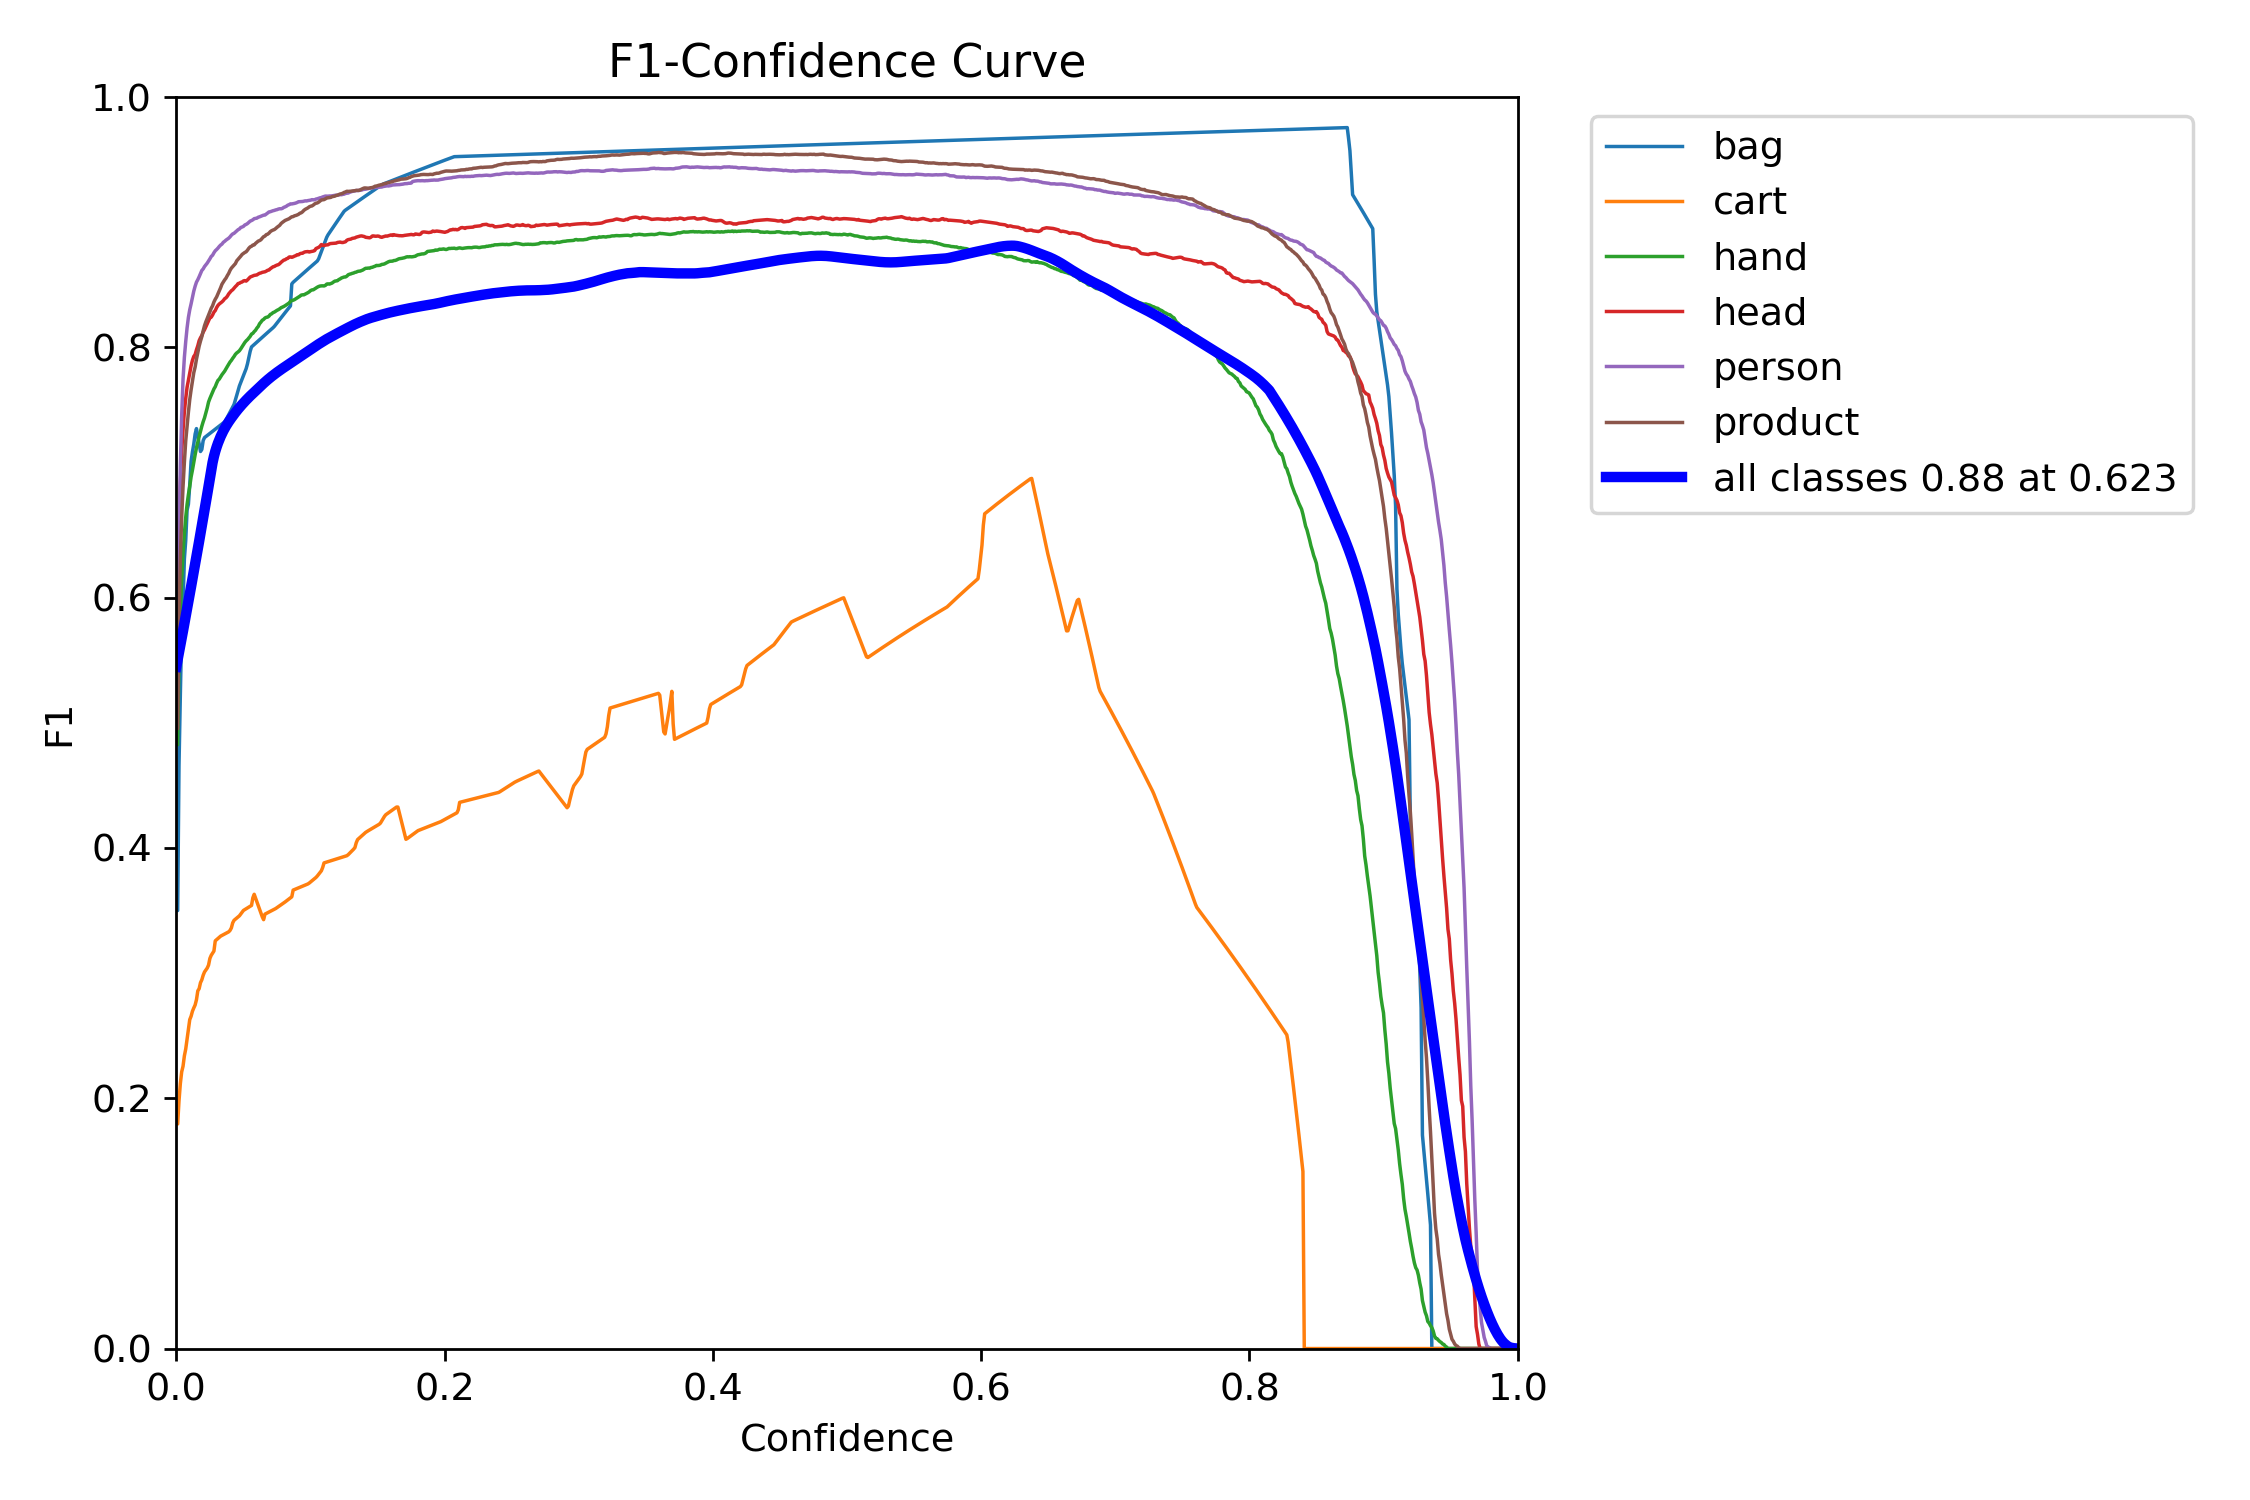 F1-Confidence Curve
1.0
0.8
0.6
0.4
0.2
0.0
F1
0.0 0.2 0.4 0.6 0.8 1.0
Confidence
bag
cart
hand
head
person
product
all classes 0.88 at 0.623